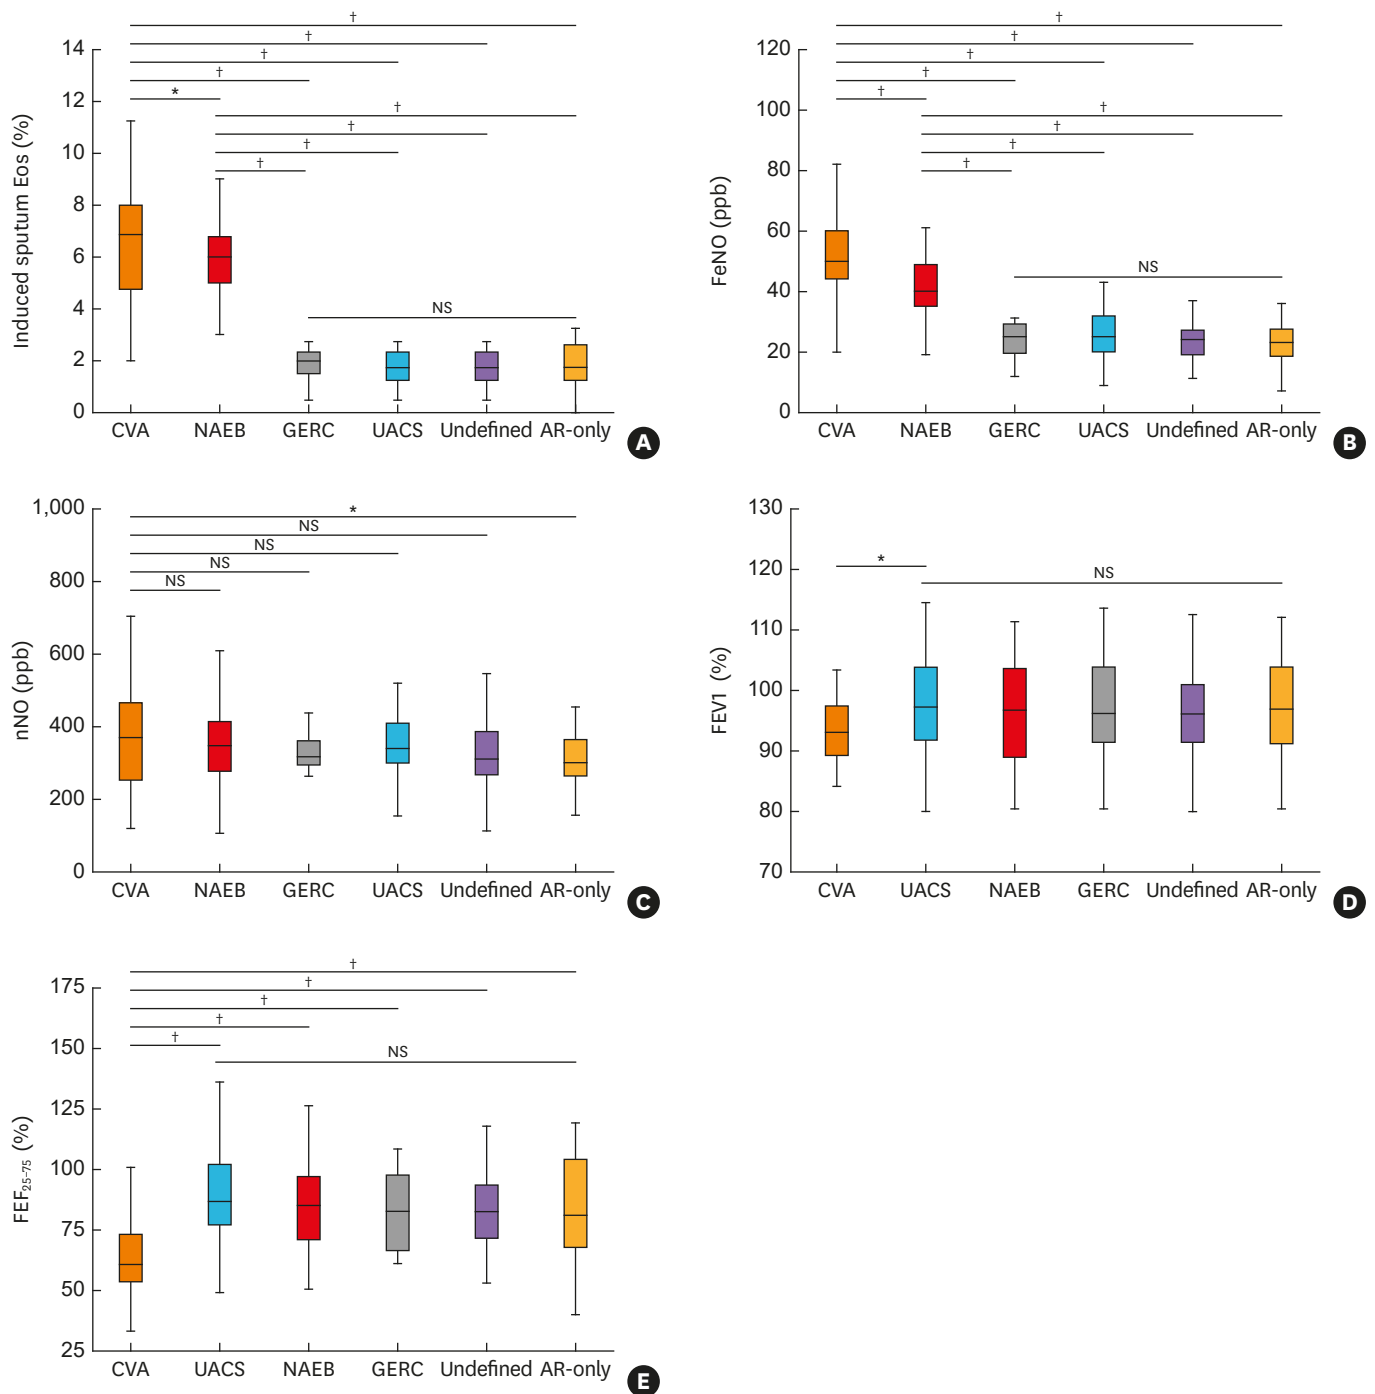 Induced sputum Eos (%)
14
12
10
8
6
4
2
0
†
†
†
†
*
†
†
†
†
NS
CVA NAEB GERC UACS Undefined AR-only
A
FeNO (ppb)
120
100
80
60
40
20
0
†
†
†
†
†
†
†
†
†
NS
CVA NAEB GERC UACS Undefined AR-only
B
nNO (ppb)
1,000
800
600
400
200
0
*
NS
NS
NS
NS
CVA NAEB GERC UACS Undefined AR-only
C
FEV1 (%)
130
120
110
100
90
80
70
*
NS
CVA UACS NAEB GERC Undefined AR-only
D
FEF25–75 (%)
175
150
125
100
75
50
25
†
†
†
†
†
NS
CVA UACS NAEB GERC Undefined AR-only
E